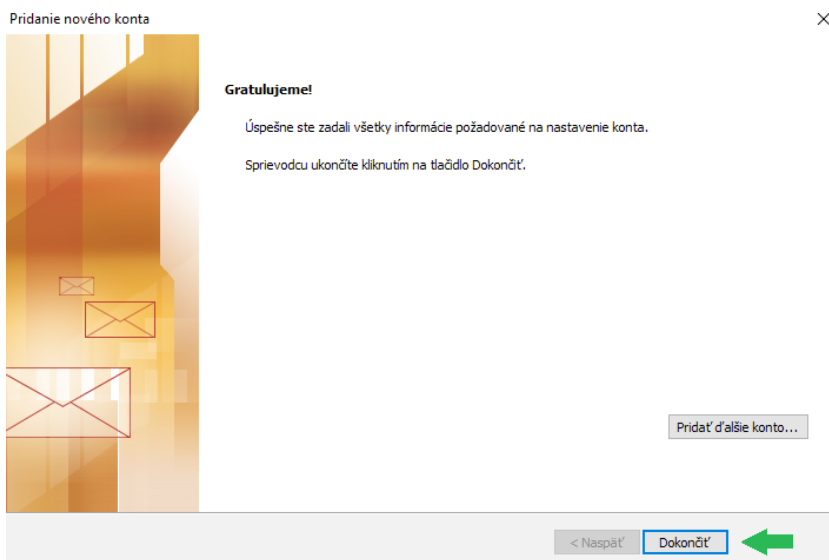 Pridanie nového konta
Gratulujeme!
Úspešne ste zadali všetky informácie požadované na nastavenie konta.
Sprievodcu ukončíte kliknutím na tlačidlo Dokončiť.
Pridať ďalšie konto...
< Naspäť
Dokončiť